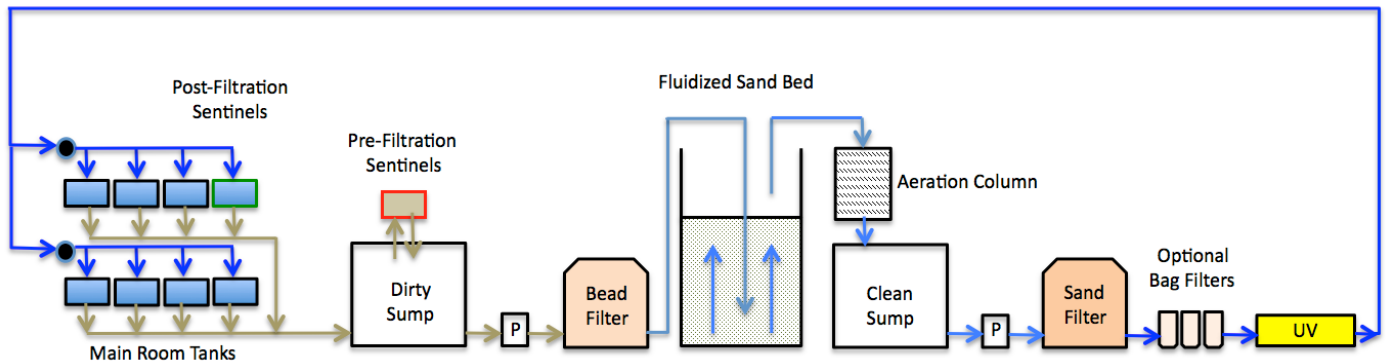 Post-Filtration
Sentinels
Pre-Filtration
Sentinels
Fluidized Sand Bed
Aeration Column
Optional
Bag Filters
Dirty
Sump
P
Bead
Filter
Clean
Sump
P
Sand
Filter
UV
Main Room Tanks